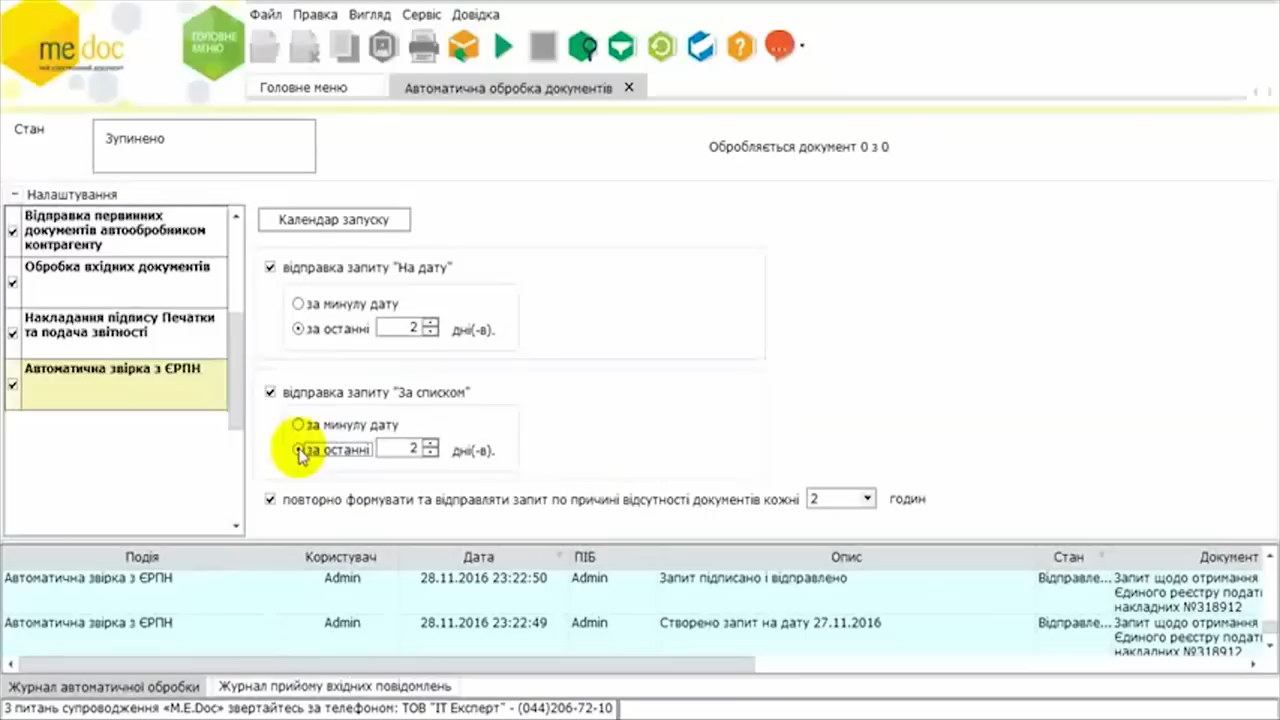 Файл Правка Вигляд Сервіс Довідка
me doc
мій електронний документ
ГОЛОВНЕ МЕНЮ
Головне меню
Автоматична обробка документів
Стан
Зупинено
Обробляється документ 0 з 0
Налаштування
Відправка первинних
документів автообробником
контрагенту
Обробка вхідних документів
Накладання підпису Печатки
та подача звітності
Автоматична звірка з ЄРПН
Календар запуску
відправка запиту "На дату"
за минулу дату
за останні 2 дні(-в).
відправка запиту "За списком"
за минулу дату
за останні 2 дні(-в).
повторно формувати та відправляти запит по причині відсутності документів кожні 2 годин
Подія Користувач Дата ПІБ Опис Стан Документ
Автоматична звірка з ЄРПН Admin 28.11.2016 23:22:50 Admin Запит підписано і відправлено Відправле... Запит щодо отримання
Єдиного реєстру подат
накладних №318912
Автоматична звірка з ЄРПН Admin 28.11.2016 23:22:49 Admin Створено запит на дату 27.11.2016 Відправле... Запит щодо отримання
Єдиного реєстру подат
накладних №318912
Журнал автоматичної обробки Журнал прийому вхідних повідомлень
З питань супроводження «M.E.Doc» звертайтесь за телефоном: ТОВ "ІТ Експерт" - (044)206-72-10